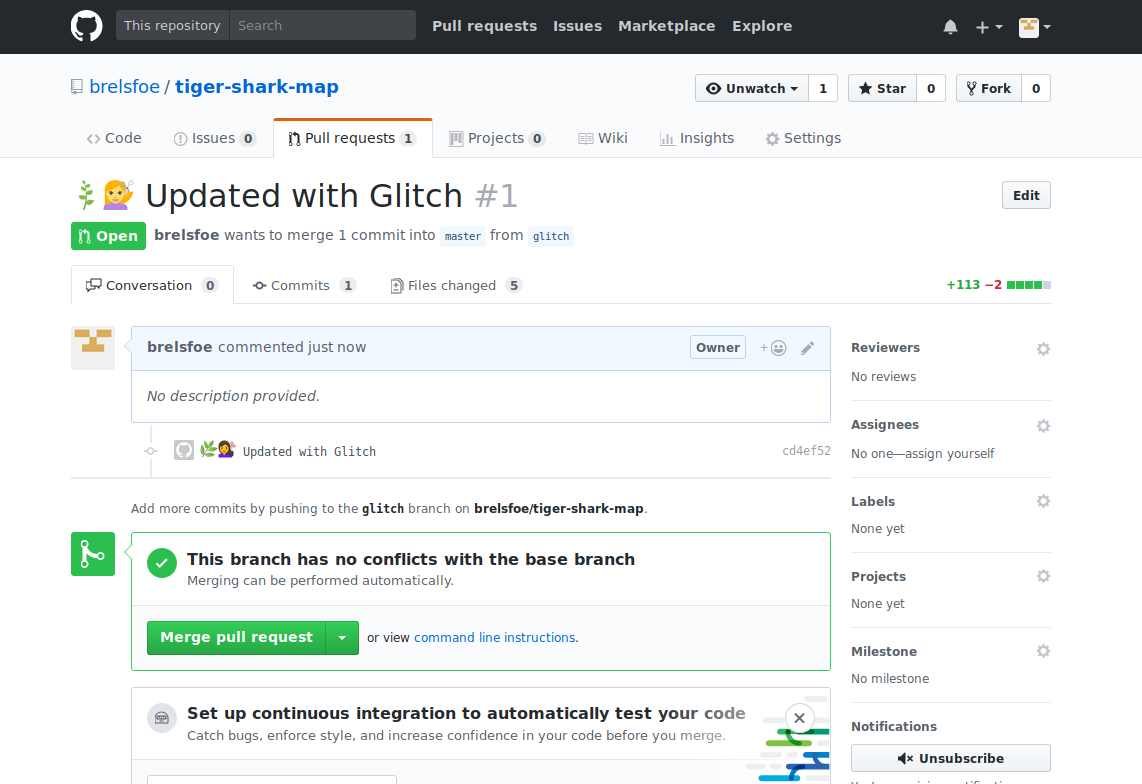 This repository Search Pull requests Issues Marketplace Explore
brelsfoe / tiger-shark-map Unwatch 1 Star 0 Fork 0
Code Issues 0 Pull requests 1 Projects 0 Wiki Insights Settings
Updated with Glitch #1 Edit
Open brelsfoe wants to merge 1 commit into master from glitch
Conversation 0 Commits 1 Files changed 5 +113 −2
brelsfoe commented just now Owner +
No description provided.
Updated with Glitch cd4ef52
Add more commits by pushing to the glitch branch on brelsfoe/tiger-shark-map.
This branch has no conflicts with the base branch
Merging can be performed automatically.
Merge pull request or view command line instructions.
Set up continuous integration to automatically test your code
Catch bugs, enforce style, and increase confidence in your code before you merge.
Reviewers
No reviews
Assignees
No one—assign yourself
Labels
None yet
Projects
None yet
Milestone
No milestone
Notifications
Unsubscribe